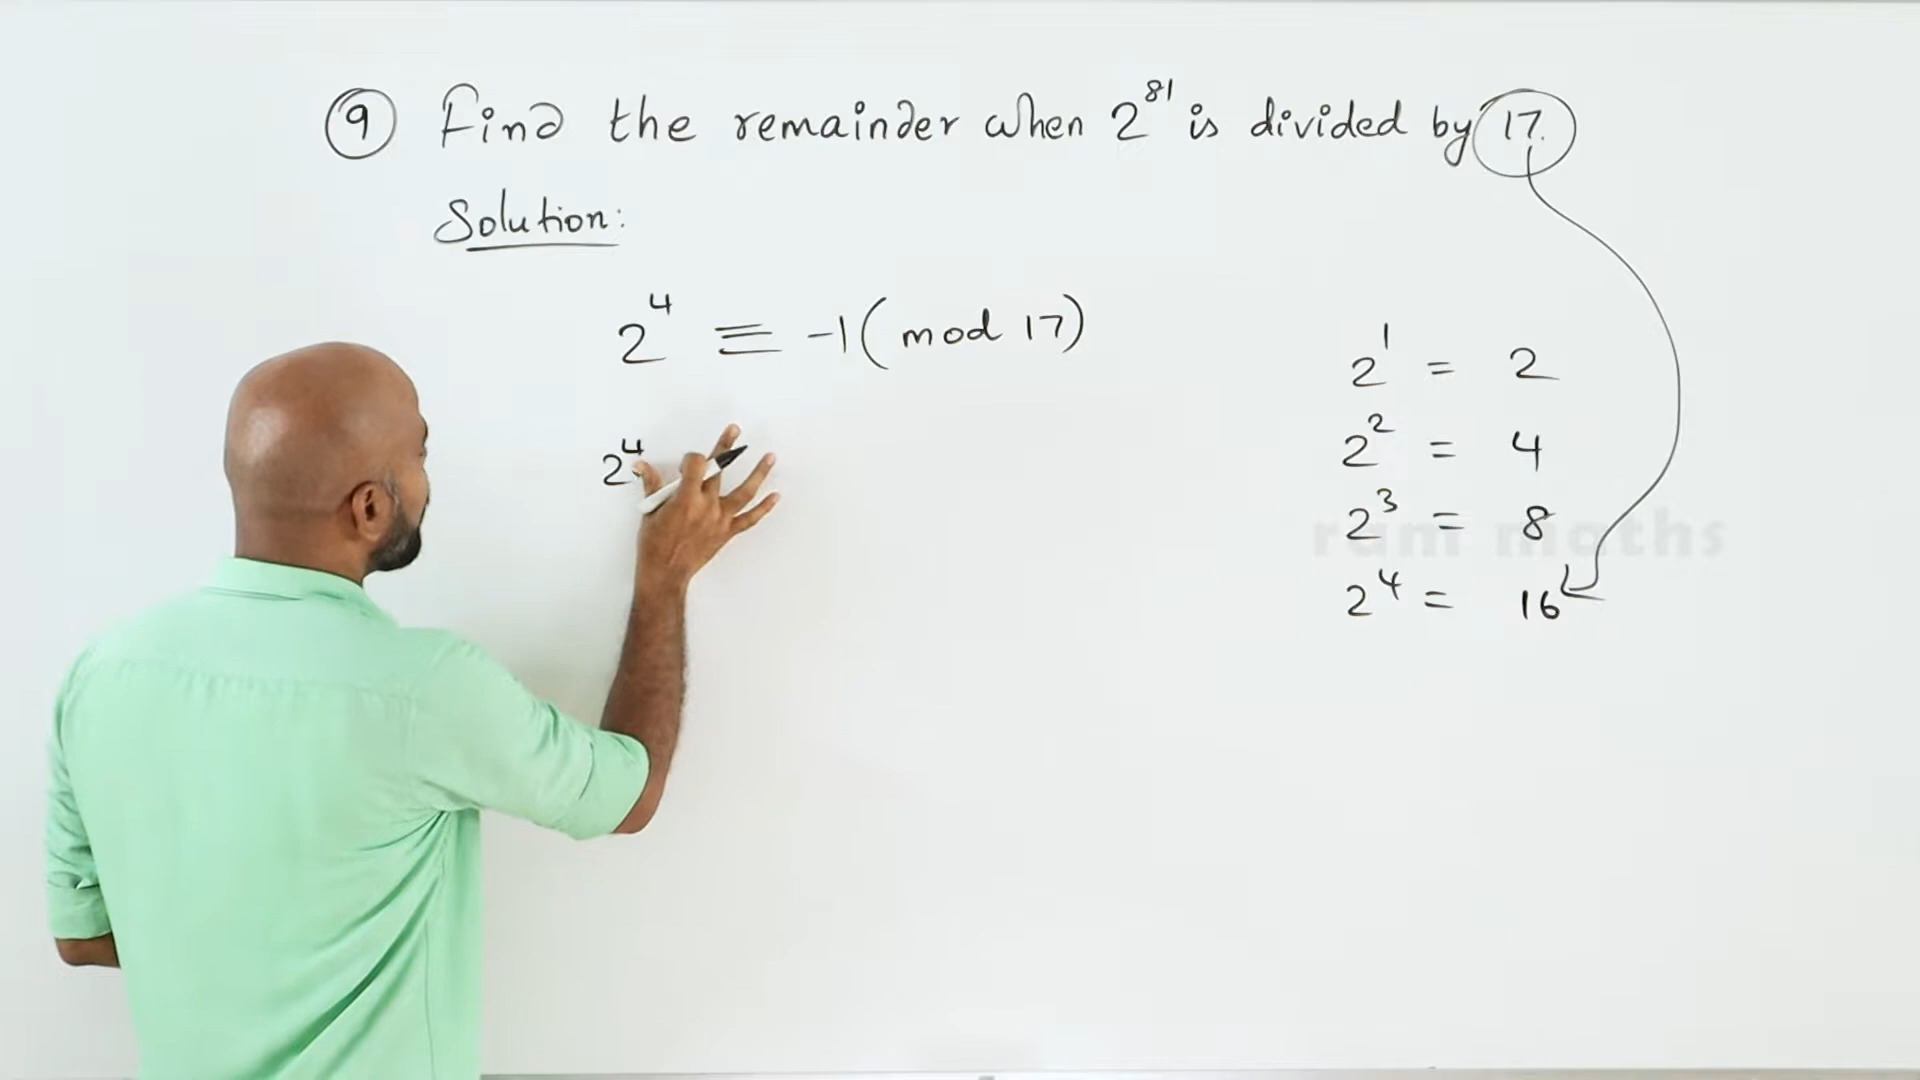 9 Find the remainder when 2^81 is divided by 17.
Solution:
2^4 ≡ -1 (mod 17)
2^4
2^1 = 2
2^2 = 4
2^3 = 8
2^4 = 16
ram maths